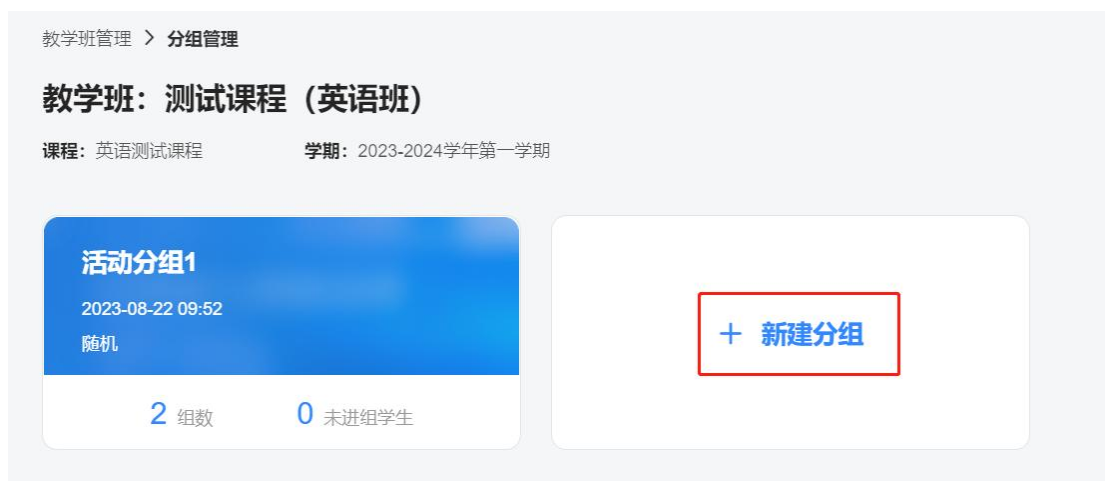 教学班管理 > 分组管理
教学班：测试课程（英语班）
课程：英语测试课程 学期：2023-2024学年第一学期
活动分组1
2023-08-22 09:52
随机
2 组数 0 未进组学生
+ 新建分组